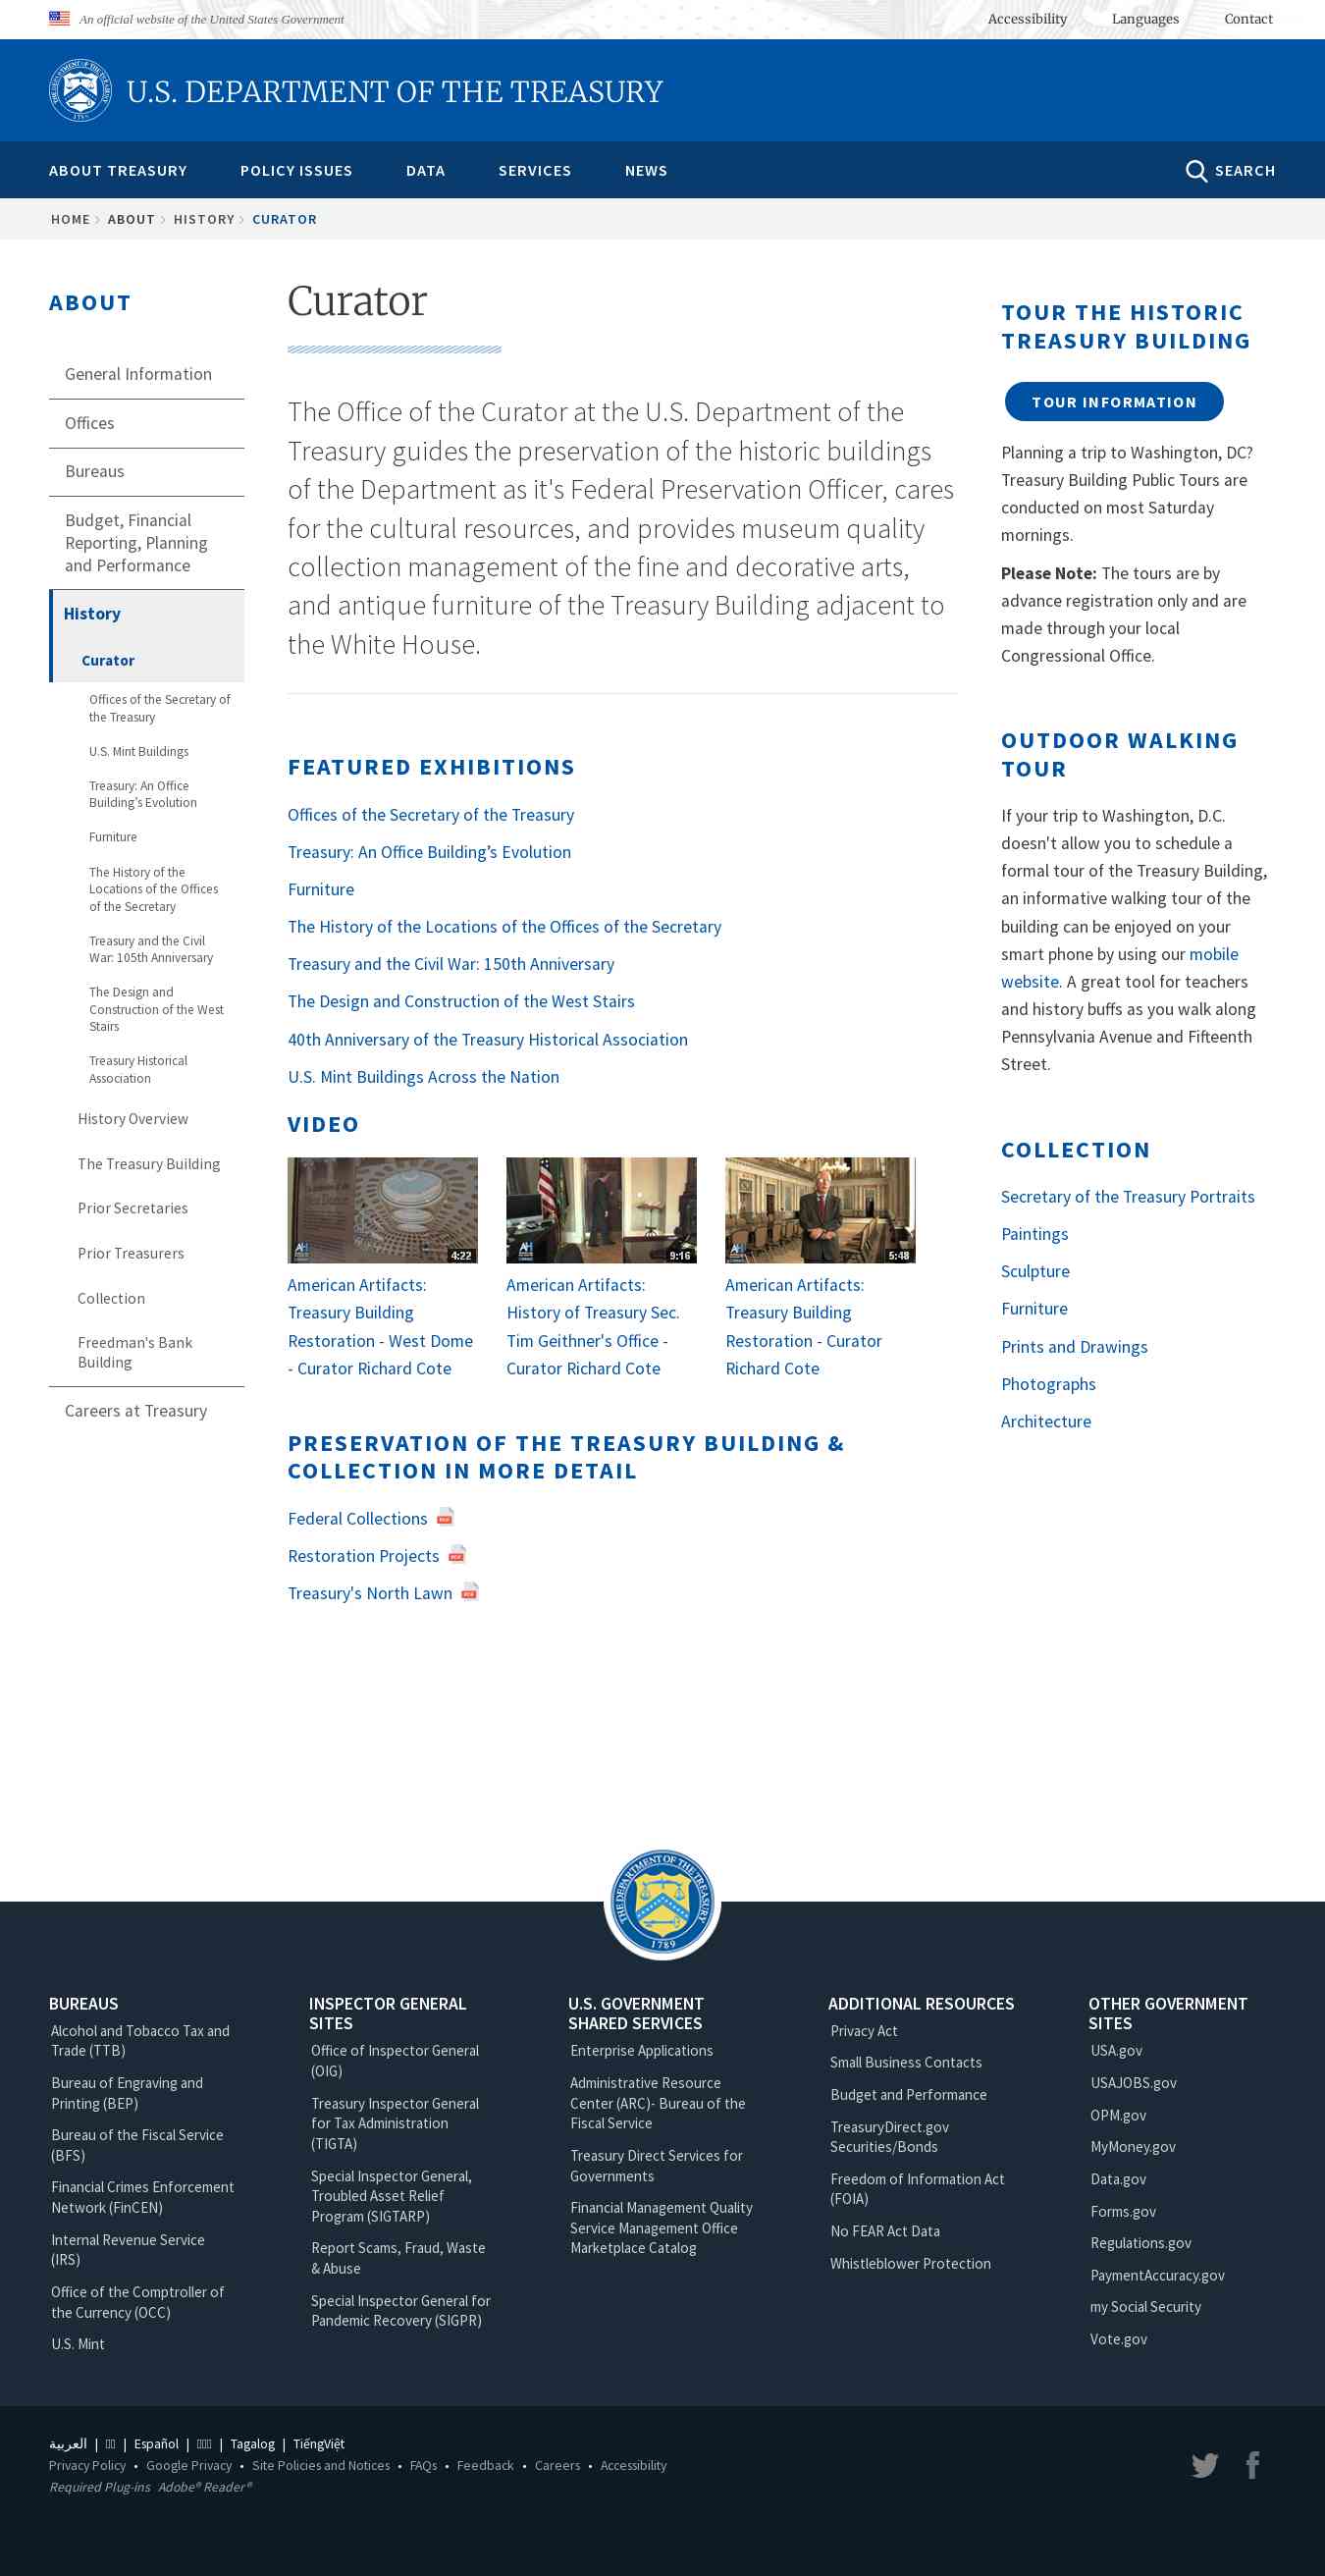 An official website of the United States Government
Accessibility
Languages
Contact
U.S. DEPARTMENT OF THE TREASURY
ABOUT TREASURY
POLICY ISSUES
DATA
SERVICES
NEWS
SEARCH
HOME
ABOUT
HISTORY
CURATOR
ABOUT
General Information
Offices
Bureaus
Budget, Financial
Reporting, Planning
and Performance
History
Curator
Offices of the Secretary of
the Treasury
U.S. Mint Buildings
Treasury: An Office
Building’s Evolution
Furniture
The History of the
Locations of the Offices
of the Secretary
Treasury and the Civil
War: 105th Anniversary
The Design and
Construction of the West
Stairs
Treasury Historical
Association
History Overview
The Treasury Building
Prior Secretaries
Prior Treasurers
Collection
Freedman's Bank
Building
Careers at Treasury
Curator
The Office of the Curator at the U.S. Department of the
Treasury guides the preservation of the historic buildings
of the Department as it's Federal Preservation Officer, cares
for the cultural resources, and provides museum quality
collection management of the fine and decorative arts,
and antique furniture of the Treasury Building adjacent to
the White House.
FEATURED EXHIBITIONS
Offices of the Secretary of the Treasury
Treasury: An Office Building’s Evolution
Furniture
The History of the Locations of the Offices of the Secretary
Treasury and the Civil War: 150th Anniversary
The Design and Construction of the West Stairs
40th Anniversary of the Treasury Historical Association
U.S. Mint Buildings Across the Nation
VIDEO
4:22
American Artifacts:
Treasury Building
Restoration - West Dome
- Curator Richard Cote
9:16
American Artifacts:
History of Treasury Sec.
Tim Geithner's Office -
Curator Richard Cote
5:48
American Artifacts:
Treasury Building
Restoration - Curator
Richard Cote
PRESERVATION OF THE TREASURY BUILDING &
COLLECTION IN MORE DETAIL
Federal Collections
Restoration Projects
Treasury's North Lawn
TOUR THE HISTORIC
TREASURY BUILDING
TOUR INFORMATION
Planning a trip to Washington, DC?
Treasury Building Public Tours are
conducted on most Saturday
mornings.
Please Note: The tours are by
advance registration only and are
made through your local
Congressional Office.
OUTDOOR WALKING
TOUR
If your trip to Washington, D.C.
doesn't allow you to schedule a
formal tour of the Treasury Building,
an informative walking tour of the
building can be enjoyed on your
smart phone by using our mobile
website. A great tool for teachers
and history buffs as you walk along
Pennsylvania Avenue and Fifteenth
Street.
COLLECTION
Secretary of the Treasury Portraits
Paintings
Sculpture
Furniture
Prints and Drawings
Photographs
Architecture
THE DEPARTMENT OF THE TREASURY
1789
BUREAUS
Alcohol and Tobacco Tax and
Trade (TTB)
Bureau of Engraving and
Printing (BEP)
Bureau of the Fiscal Service
(BFS)
Financial Crimes Enforcement
Network (FinCEN)
Internal Revenue Service
(IRS)
Office of the Comptroller of
the Currency (OCC)
U.S. Mint
INSPECTOR GENERAL
SITES
Office of Inspector General
(OIG)
Treasury Inspector General
for Tax Administration
(TIGTA)
Special Inspector General,
Troubled Asset Relief
Program (SIGTARP)
Report Scams, Fraud, Waste
& Abuse
Special Inspector General for
Pandemic Recovery (SIGPR)
U.S. GOVERNMENT
SHARED SERVICES
Enterprise Applications
Administrative Resource
Center (ARC)- Bureau of the
Fiscal Service
Treasury Direct Services for
Governments
Financial Management Quality
Service Management Office
Marketplace Catalog
ADDITIONAL RESOURCES
Privacy Act
Small Business Contacts
Budget and Performance
TreasuryDirect.gov
Securities/Bonds
Freedom of Information Act
(FOIA)
No FEAR Act Data
Whistleblower Protection
OTHER GOVERNMENT
SITES
USA.gov
USAJOBS.gov
OPM.gov
MyMoney.gov
Data.gov
Forms.gov
Regulations.gov
PaymentAccuracy.gov
my Social Security
Vote.gov
العربية | | Español | | Tagalog | TiếngViệt
Privacy Policy • Google Privacy • Site Policies and Notices • FAQs • Feedback • Careers • Accessibility
Required Plug-ins Adobe® Reader®